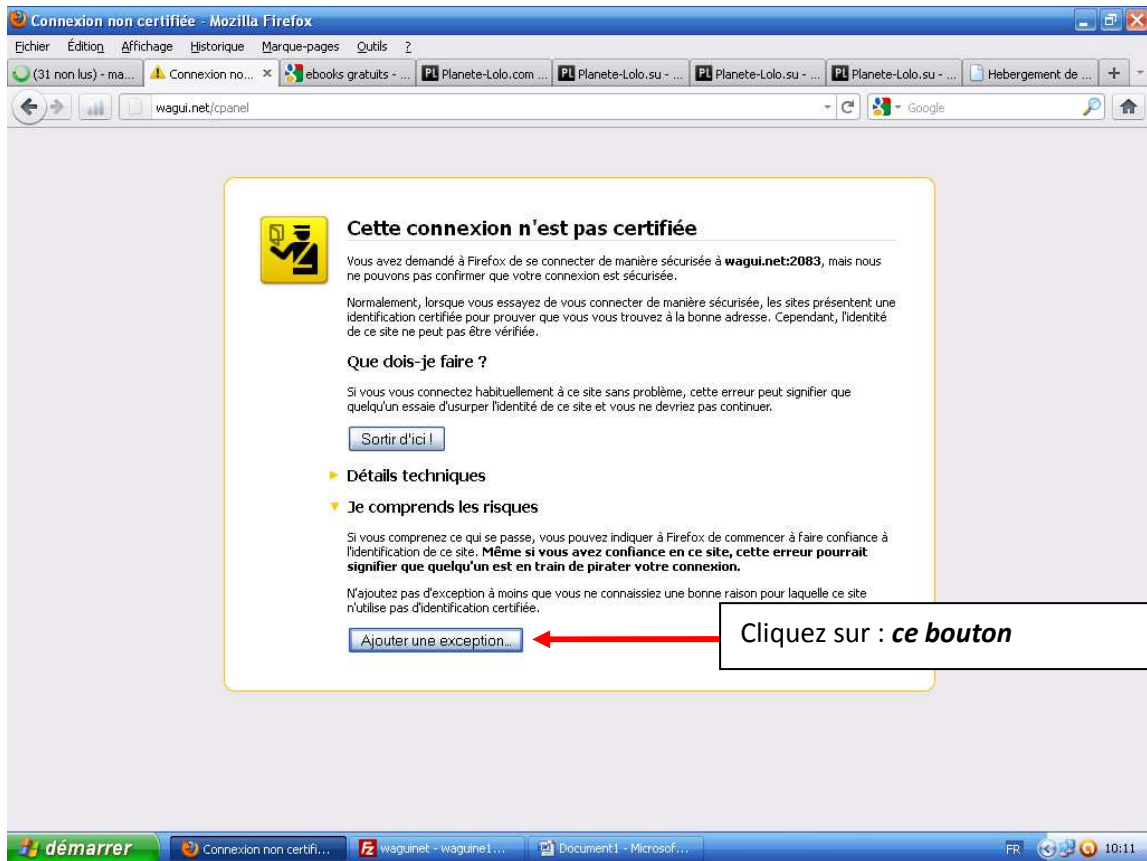 Connexion non certifiée - Mozilla Firefox
Fichier Édition Affichage Historique Marque-pages Outils ?
(31 non lus) - ma... Connexion no... × ebooks gratuits - ... PL Planete-Lolo.com ... PL Planete-Lolo.su - ... PL Planete-Lolo.su - ... PL Planete-Lolo.su - ... Hebergement de ... +
wagui.net/cpanel Google
Cette connexion n'est pas certifiée
Vous avez demandé à Firefox de se connecter de manière sécurisée à wagui.net:2083, mais nous
ne pouvons pas confirmer que votre connexion est sécurisée.
Normalement, lorsque vous essayez de vous connecter de manière sécurisée, les sites présentent une
identification certifiée pour prouver que vous vous trouvez à la bonne adresse. Cependant, l'identité
de ce site ne peut pas être vérifiée.
Que dois-je faire ?
Si vous vous connectez habituellement à ce site sans problème, cette erreur peut signifier que
quelqu'un essaie d'usurper l'identité de ce site et vous ne devriez pas continuer.
Sortir d'ici !
Détails techniques
Je comprends les risques
Si vous comprenez ce qui se passe, vous pouvez indiquer à Firefox de commencer à faire confiance à
l'identification de ce site. Même si vous avez confiance en ce site, cette erreur pourrait
signifier que quelqu'un est en train de pirater votre connexion.
N'ajoutez pas d'exception à moins que vous ne connaissiez une bonne raison pour laquelle ce site
n'utilise pas d'identification certifiée.
Ajouter une exception...
Cliquez sur : ce bouton
démarrer Connexion non certifi... Fz waguinet - waguine1... Document1 - Microsof... FR 10:11